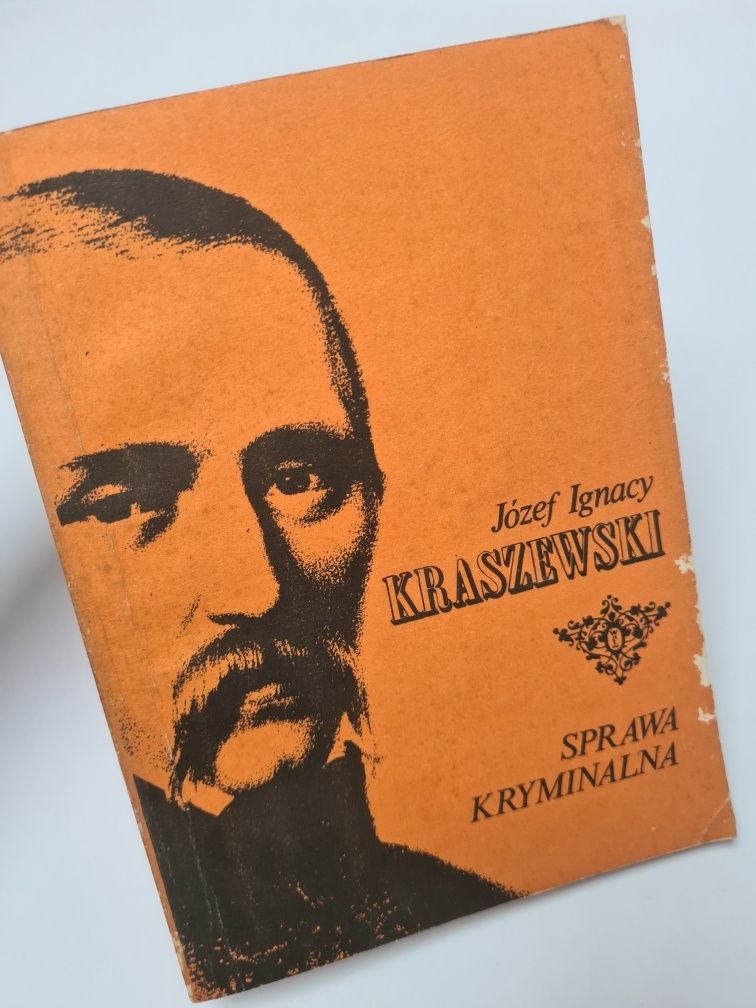 Józef Ignacy
KRASZEWSKI
SPRAWA
KRYMINALNA